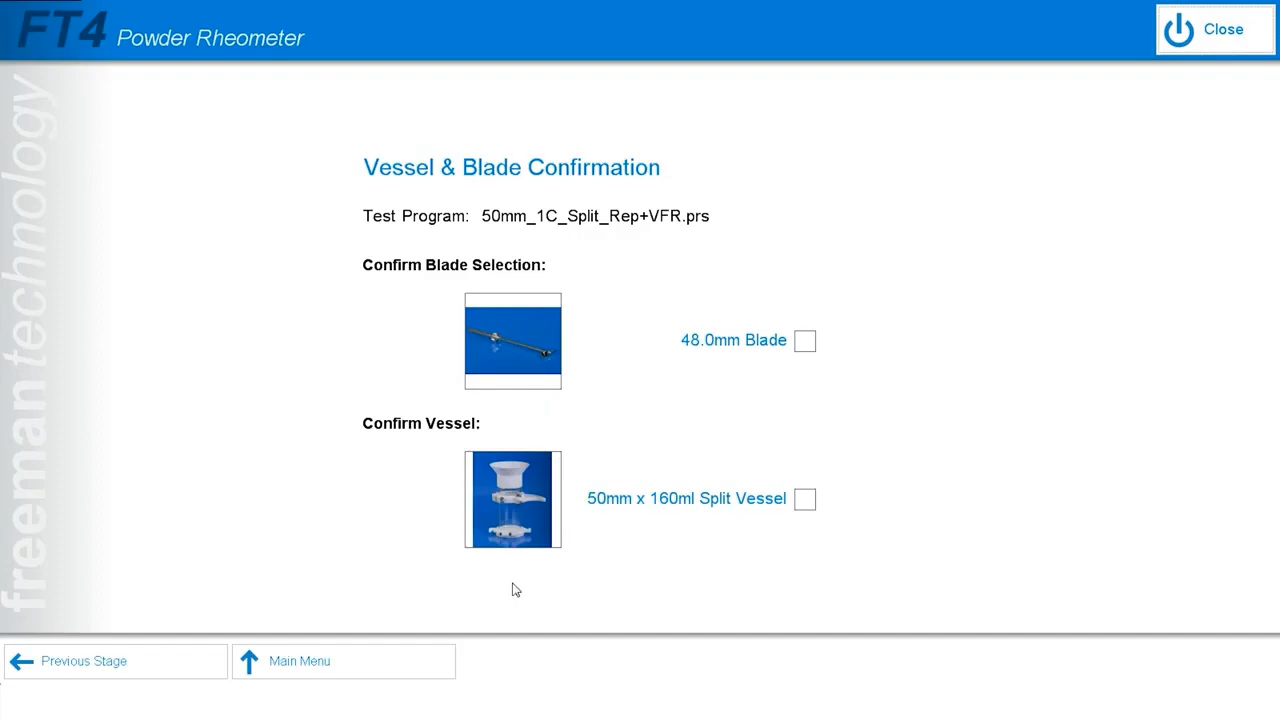 FT4 Powder Rheometer
Close
freeman technology
Vessel & Blade Confirmation
Test Program: 50mm_1C_Split_Rep+VFR.prs
Confirm Blade Selection:
48.0mm Blade
Confirm Vessel:
50mm x 160ml Split Vessel
Previous Stage
Main Menu